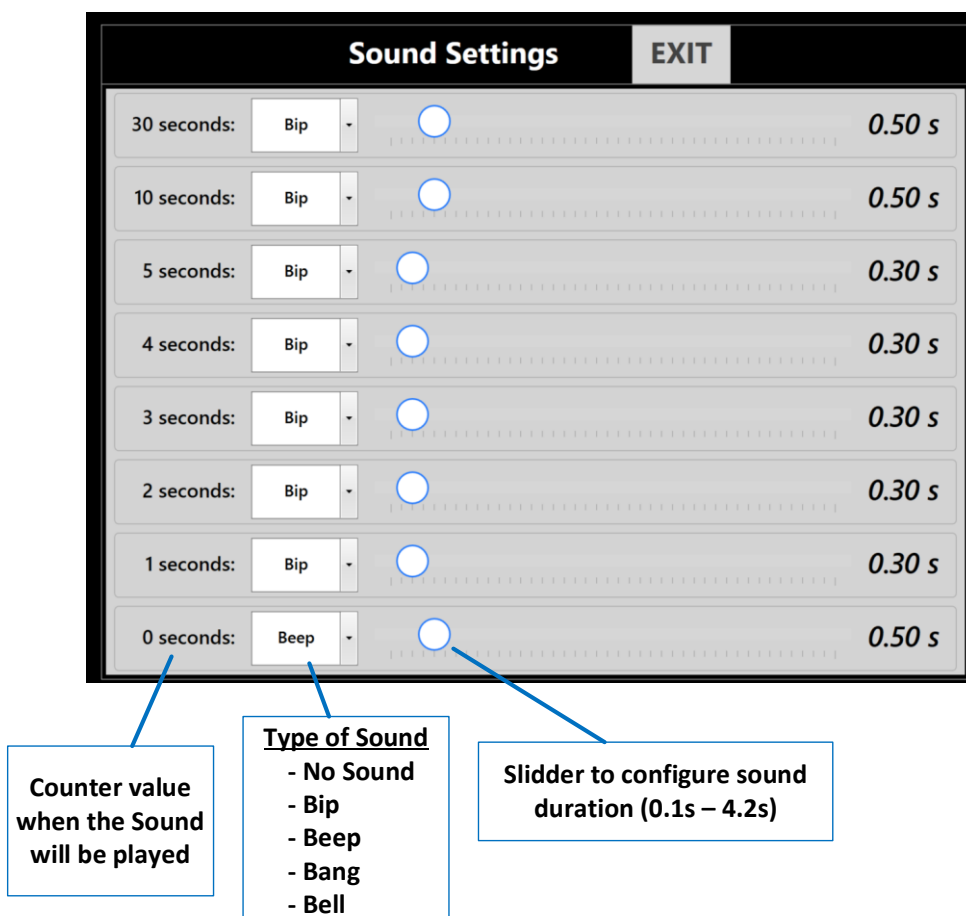 Sound Settings EXIT
30 seconds: Bip 0.50 s
10 seconds: Bip 0.50 s
5 seconds: Bip 0.30 s
4 seconds: Bip 0.30 s
3 seconds: Bip 0.30 s
2 seconds: Bip 0.30 s
1 seconds: Bip 0.30 s
0 seconds: Beep 0.50 s
Counter value
when the Sound
will be played
Type of Sound
- No Sound
- Bip
- Beep
- Bang
- Bell
Slidder to configure sound
duration (0.1s – 4.2s)